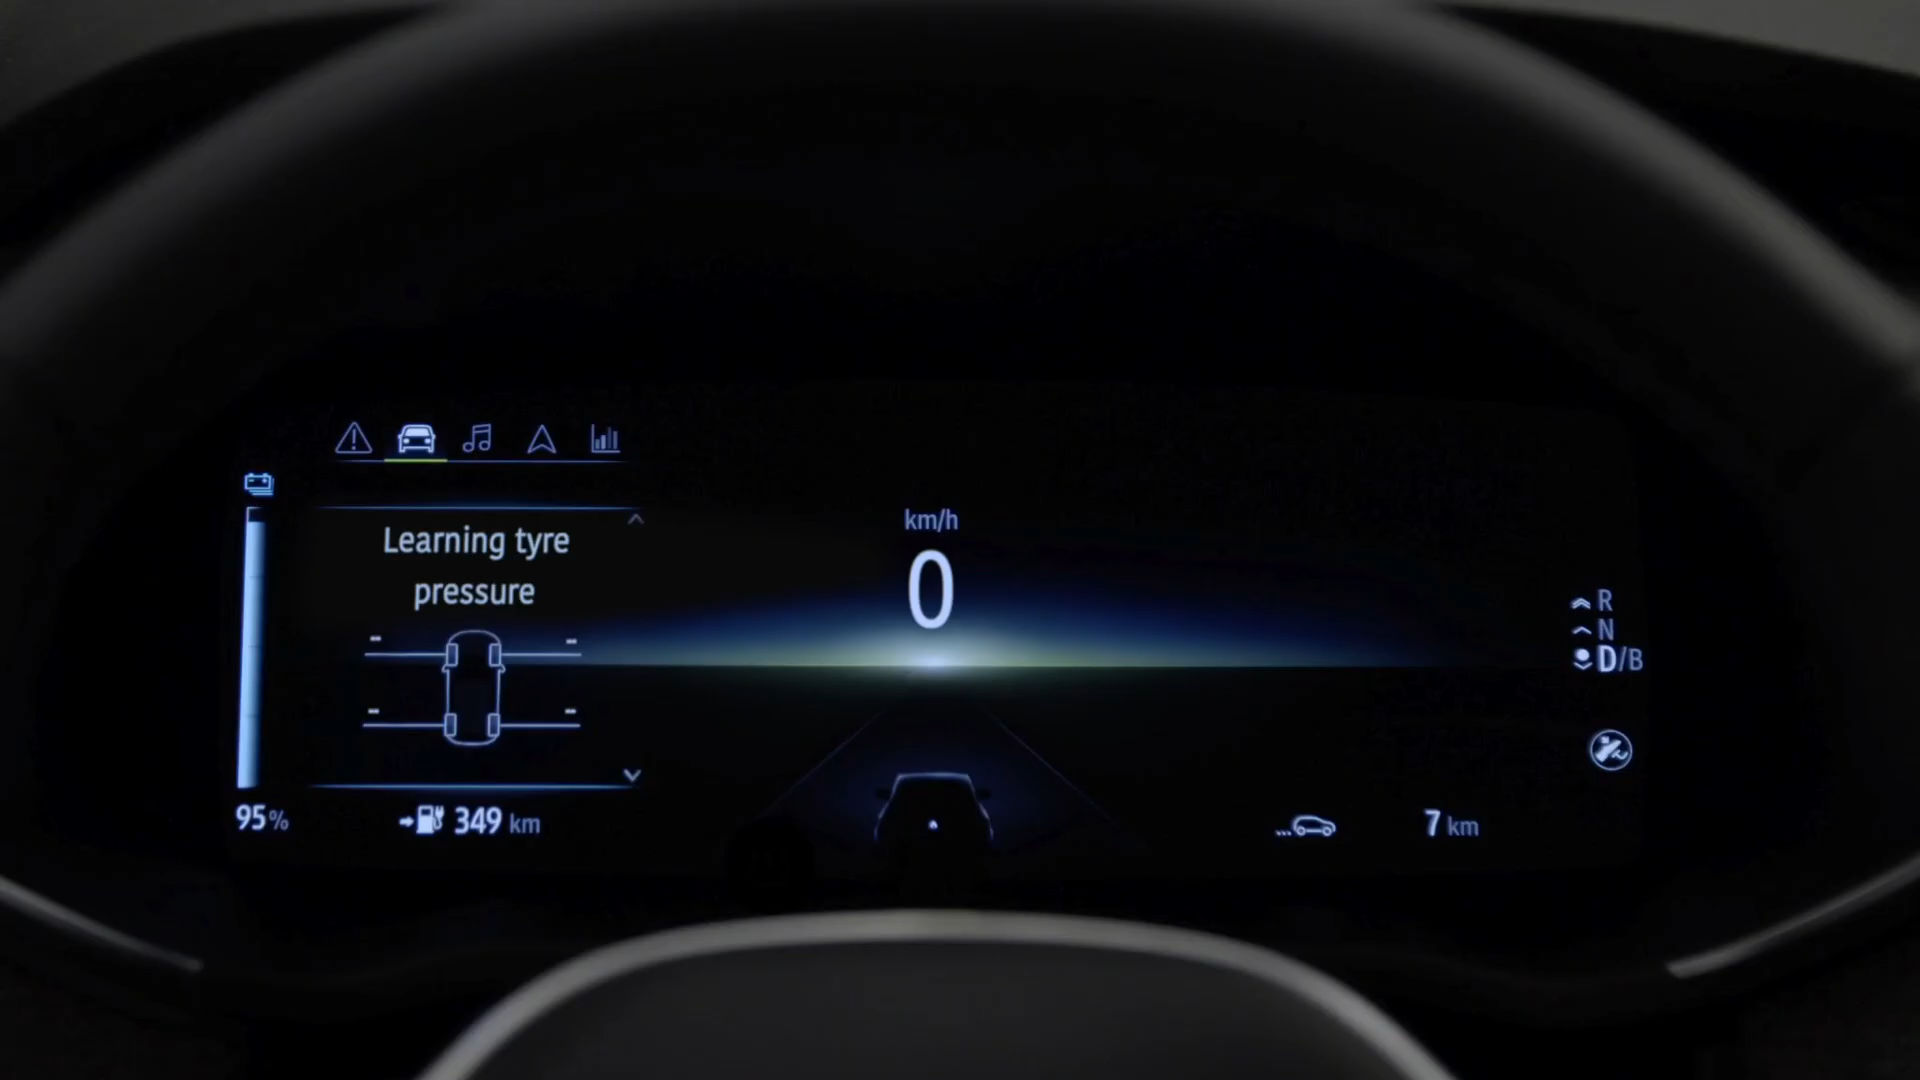 km/h
0
Learning tyre
pressure
-- --
-- --
R
N
D/B
95%
349 km
7 km